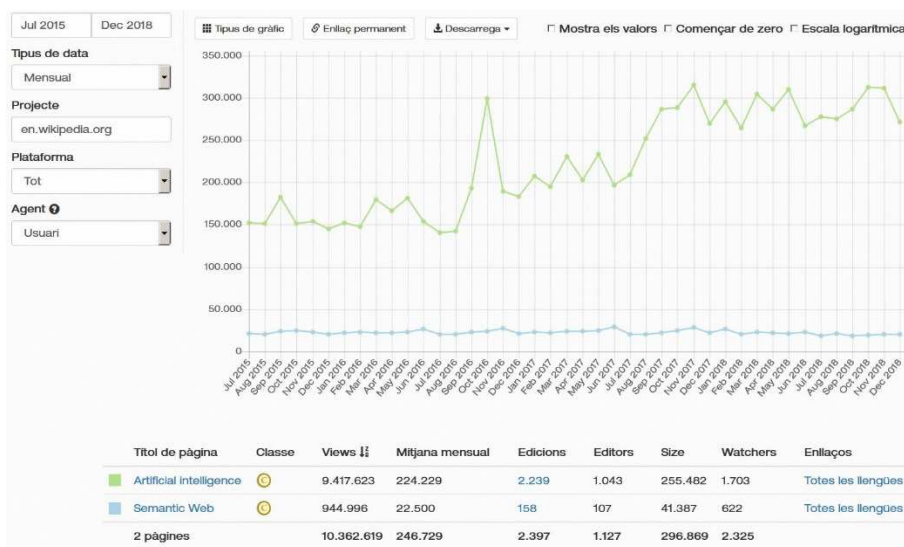 Jul 2015 Dec 2018
Tipus de data
Mensual
Projecte
en.wikipedia.org
Plataforma
Tot
Agent
Usuari
Tipus de gràfic Enllaç permanent Descarrega Mostra els valors Començar de zero Escala logarítmica
350.000
300.000
250.000
200.000
150.000
100.000
50.000
0
Jul 2015 Aug 2015 Sep 2015 Oct 2015 Nov 2015 Dec 2015 Jan 2016 Feb 2016 Mar 2016 Apr 2016 May 2016 Jun 2016 Jul 2016 Aug 2016 Sep 2016 Oct 2016 Nov 2016 Dec 2016 Jan 2017 Feb 2017 Mar 2017 Apr 2017 May 2017 Jun 2017 Jul 2017 Aug 2017 Sep 2017 Oct 2017 Nov 2017 Dec 2017 Jan 2018 Feb 2018 Mar 2018 Apr 2018 May 2018 Jun 2018 Jul 2018 Aug 2018 Sep 2018 Oct 2018 Nov 2018 Dec 2018
Títol de pàgina Classe Views Mitjana mensual Edicions Editors Size Watchers Enllaços
Artificial intelligence 9.417.623 224.229 2.239 1.043 255.482 1.703 Totes les llengües
Semantic Web 944.996 22.500 158 107 41.387 622 Totes les llengües
2 pàgines 10.362.619 246.729 2.397 1.127 296.869 2.325